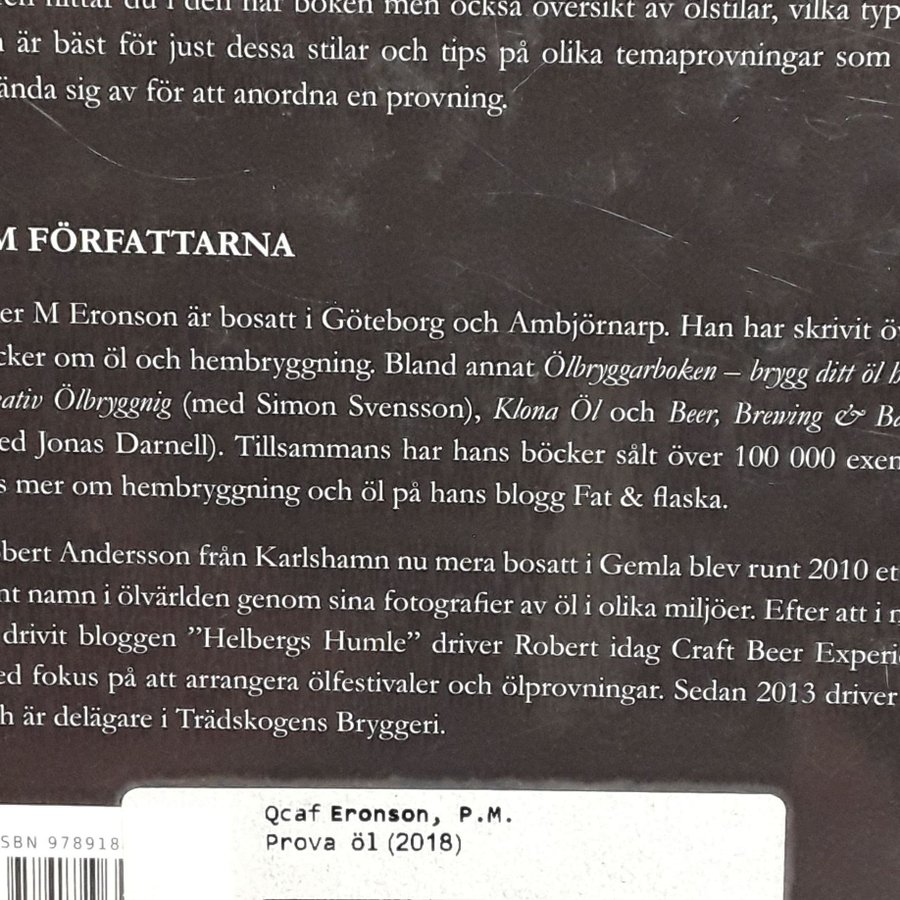 hittar du i den här boken men också översikt av ölstilar, vilka typ
är bäst för just dessa stilar och tips på olika temaprovningar som
ända sig av för att anordna en provning.
M FÖRFATTARNA
er M Eronson är bosatt i Göteborg och Ambjörnarp. Han har skrivit öv
cker om öl och hembryggning. Bland annat Ölbryggarboken – brygg ditt öl h
ativ Ölbryggnig (med Simon Svensson), Klona Öl och Beer, Brewing & Ba
ed Jonas Darnell). Tillsammans har hans böcker sålt över 100 000 exen
s mer om hembryggning och öl på hans blogg Fat & flaska.
bert Andersson från Karlshamn nu mera bosatt i Gemla blev runt 2010 et
nt namn i ölvärlden genom sina fotografier av öl i olika miljöer. Efter att i
drivit bloggen ”Helbergs Humle” driver Robert idag Craft Beer Experi
ed fokus på att arrangera ölfestivaler och ölprovningar. Sedan 2013 driver
h är delägare i Trädskogens Bryggeri.
Qcaf Eronson, P.M.
Prova öl (2018)
SBN 978918